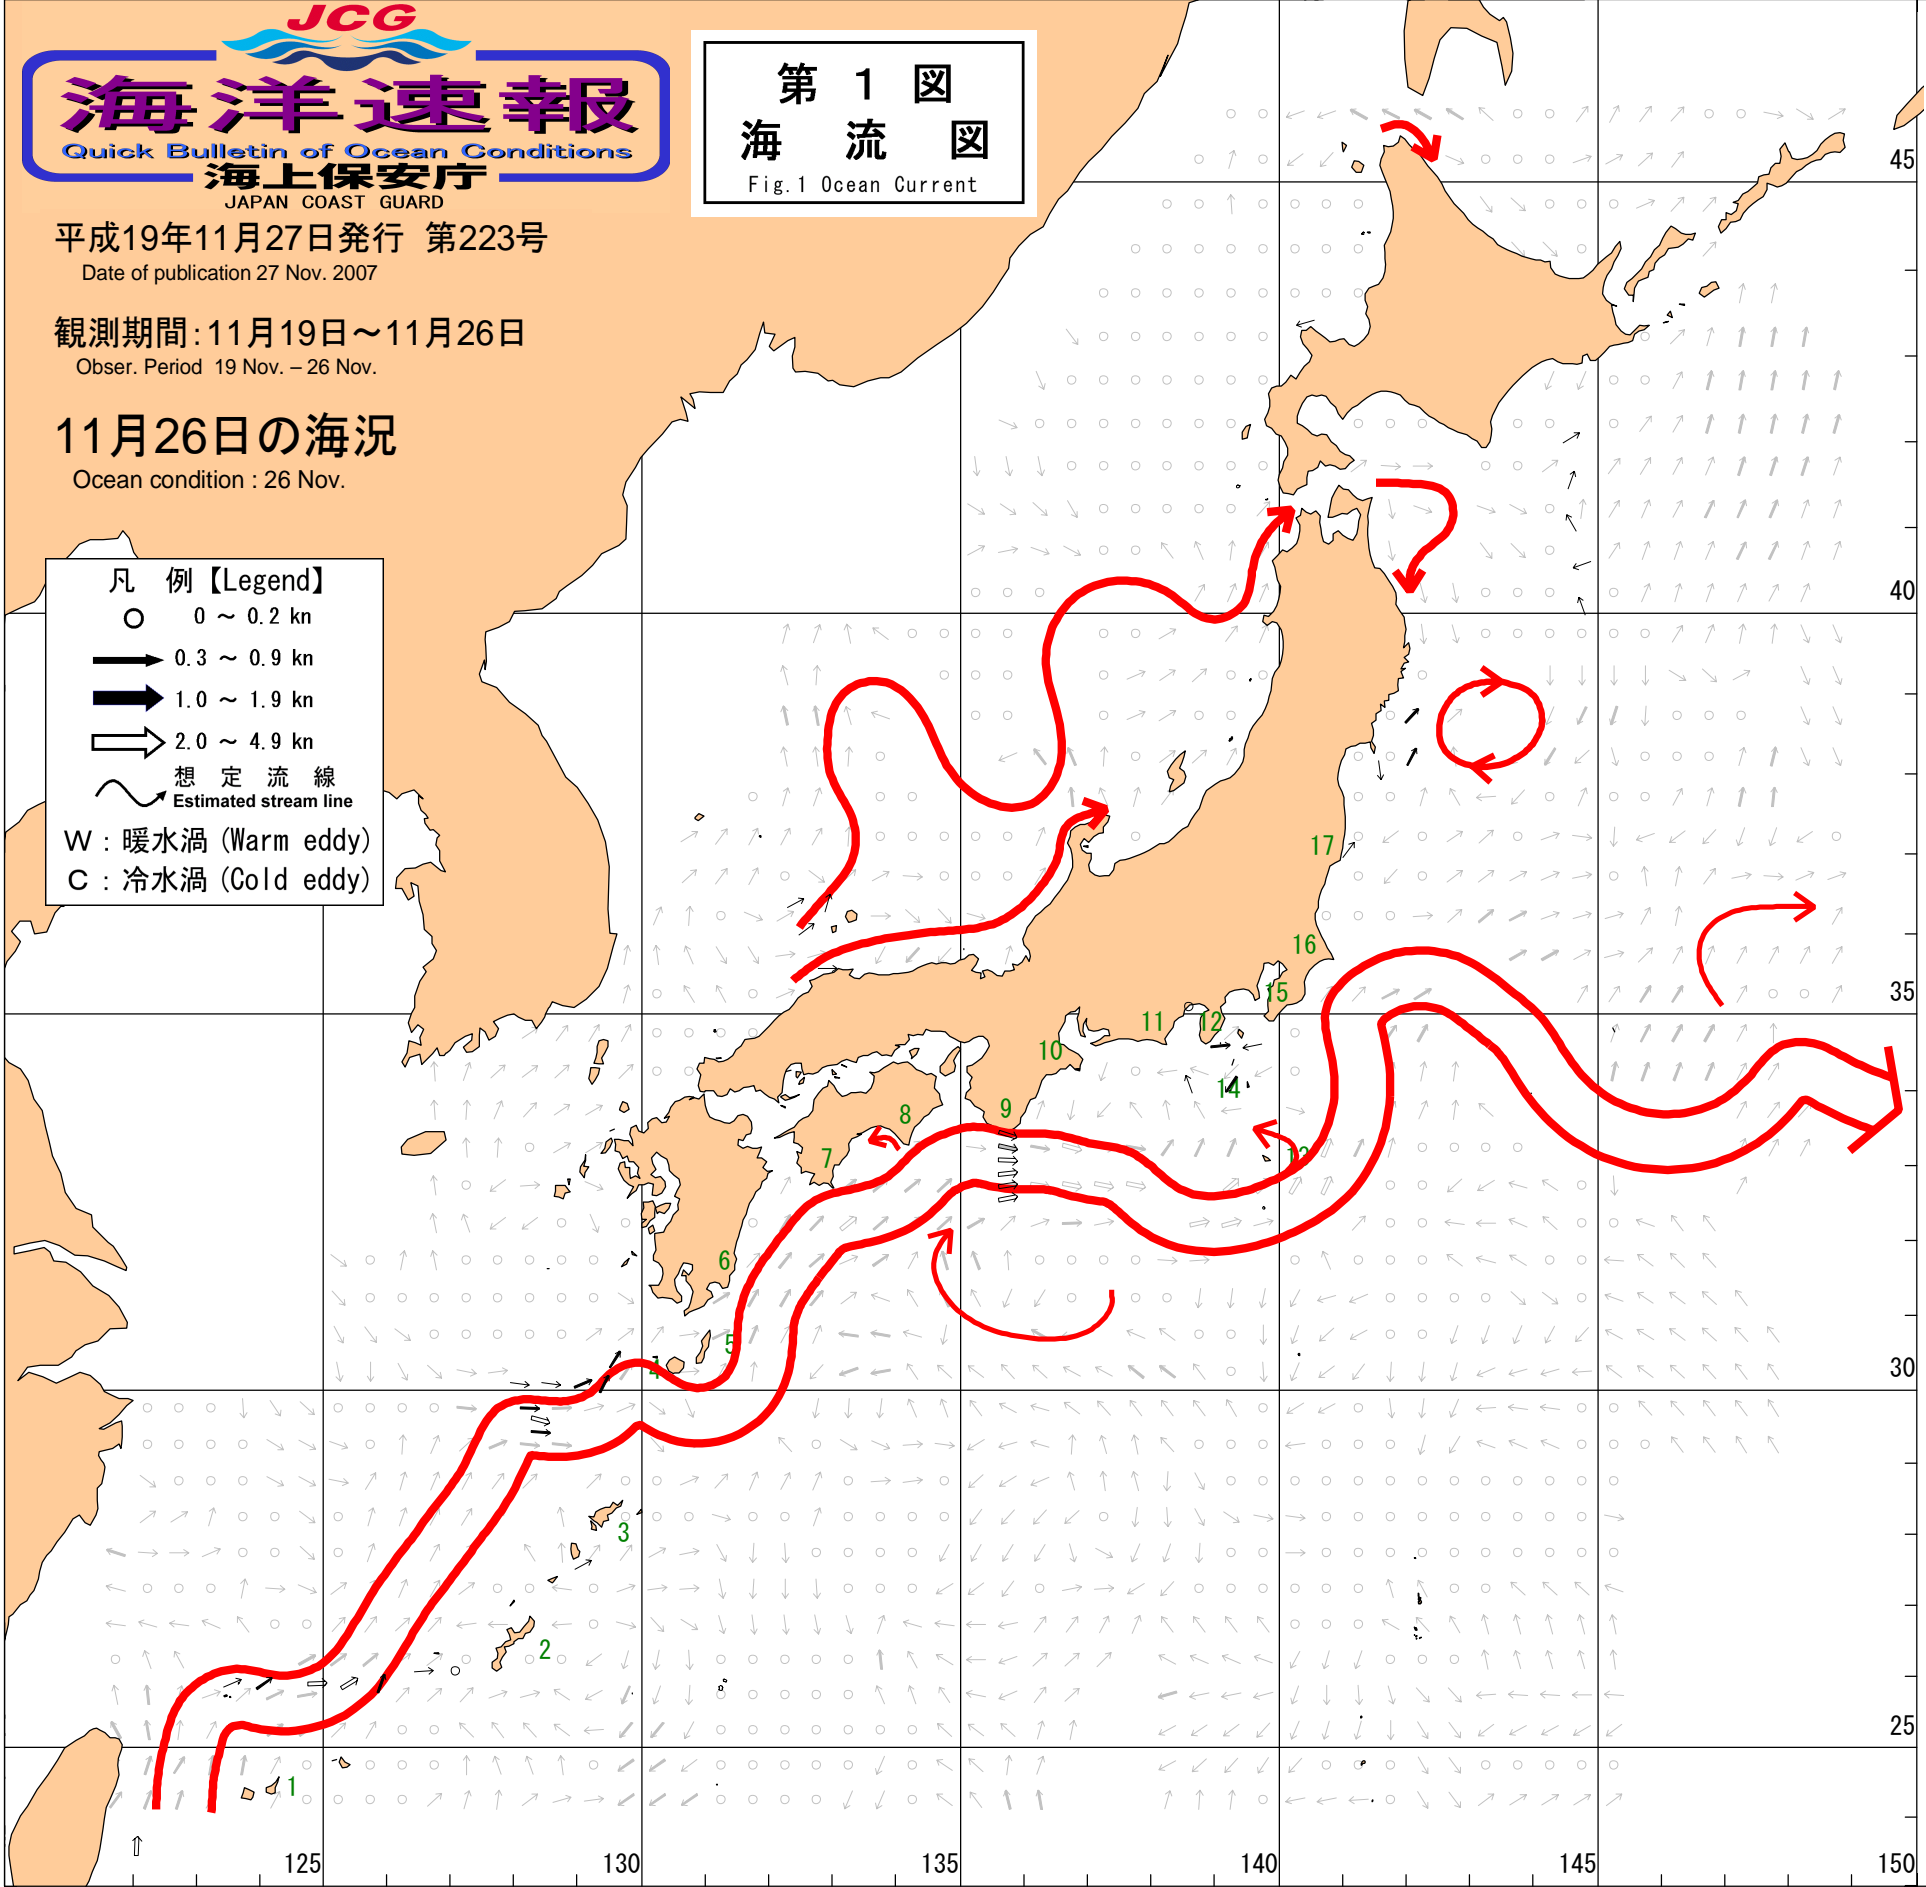 JCG
海洋速報
Quick Bulletin of Ocean Conditions
海上保安庁
JAPAN COAST GUARD
平成19年11月27日発行 第223号
Date of publication 27 Nov. 2007
観測期間：11月19日～11月26日
Obser. Period 19 Nov. – 26 Nov.
11月26日の海況
Ocean condition : 26 Nov.
第 1 図
海 流 図
Fig.1 Ocean Current
凡 例【Legend】
0 ～ 0.2 kn
0.3 ～ 0.9 kn
1.0 ～ 1.9 kn
2.0 ～ 4.9 kn
想 定 流 線
Estimated stream line
W : 暖水渦 (Warm eddy)
C : 冷水渦 (Cold eddy)
45
40
17
16
35
15
12
11
10
14
9
8
7
13
6
5
4
30
3
2
25
1
125
130
135
140
145
150